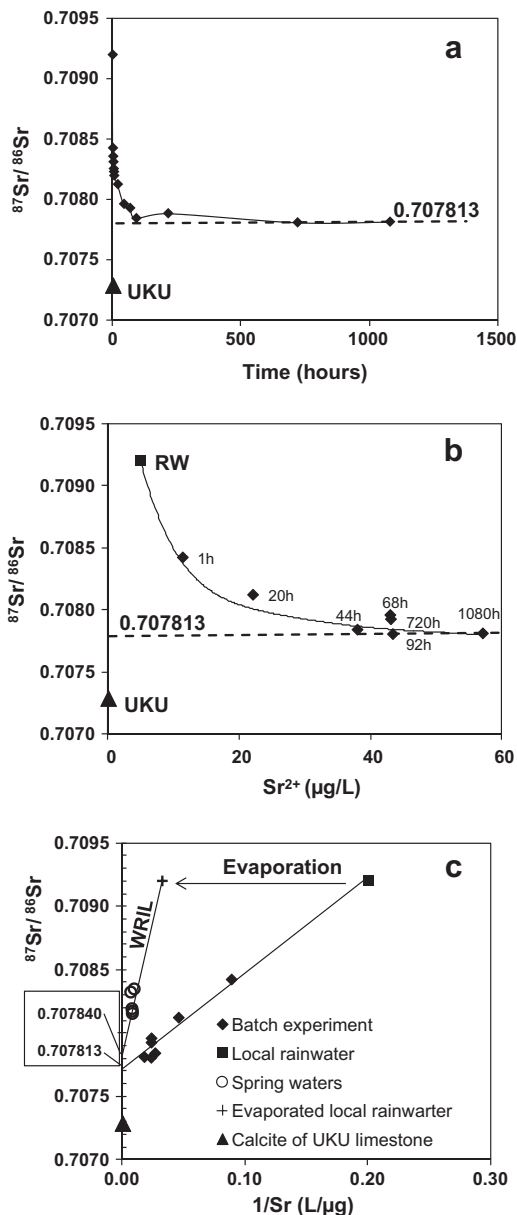 a
0.7095
0.7090
0.7085
0.7080
0.7075
0.7070
87Sr/ 86Sr
0.707813
UKU
0
500
1000
1500
Time (hours)
b
0.7095
0.7090
0.7085
0.7080
0.7075
0.7070
87Sr/ 86Sr
RW
1h
20h
44h
68h
720h
92h
1080h
0.707813
UKU
0
20
40
60
Sr2+ (µg/L)
c
0.7095
0.7090
0.7085
0.707840
0.707813
0.7075
0.7070
87Sr/ 86Sr
Evaporation
WRIL
Batch experiment
Local rainwater
Spring waters
Evaporated local rainwarter
Calcite of UKU limestone
0.00
0.10
0.20
0.30
1/Sr (L/µg)